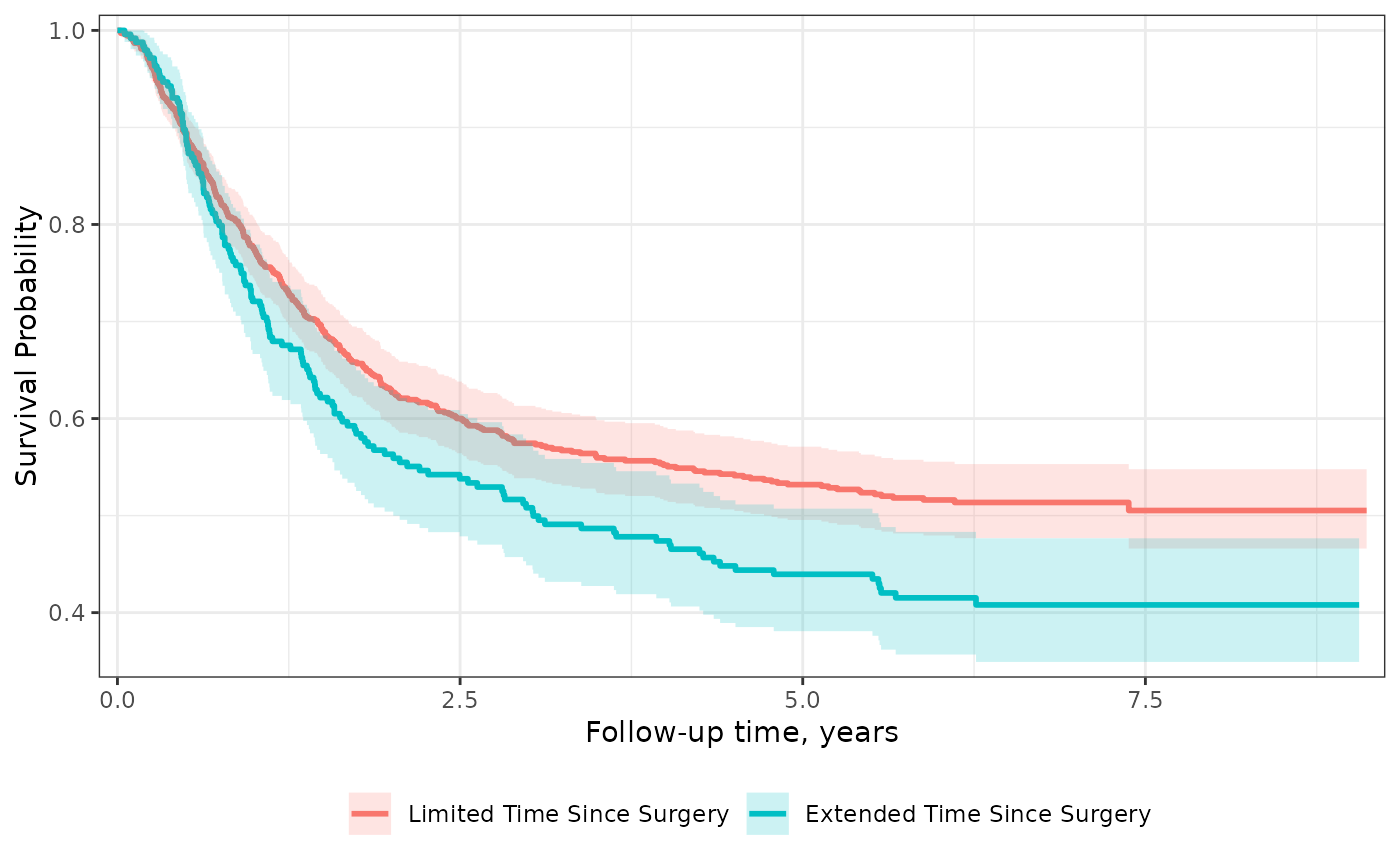 1.0
0.8
0.6
0.4
Survival Probability
0.0 2.5 5.0 7.5
Follow-up time, years
Limited Time Since Surgery Extended Time Since Surgery